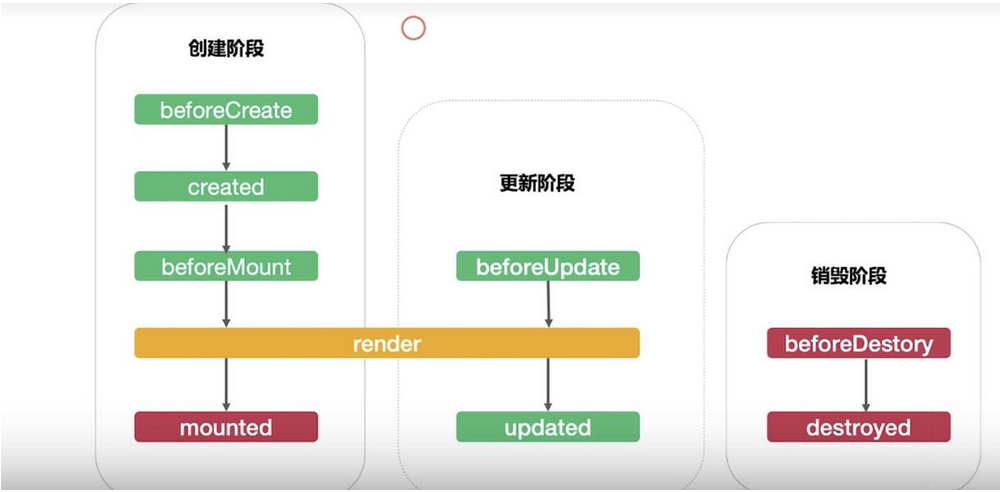 创建阶段
beforeCreate
created
beforeMount
render
mounted
更新阶段
beforeUpdate
updated
销毁阶段
beforeDestory
destroyed